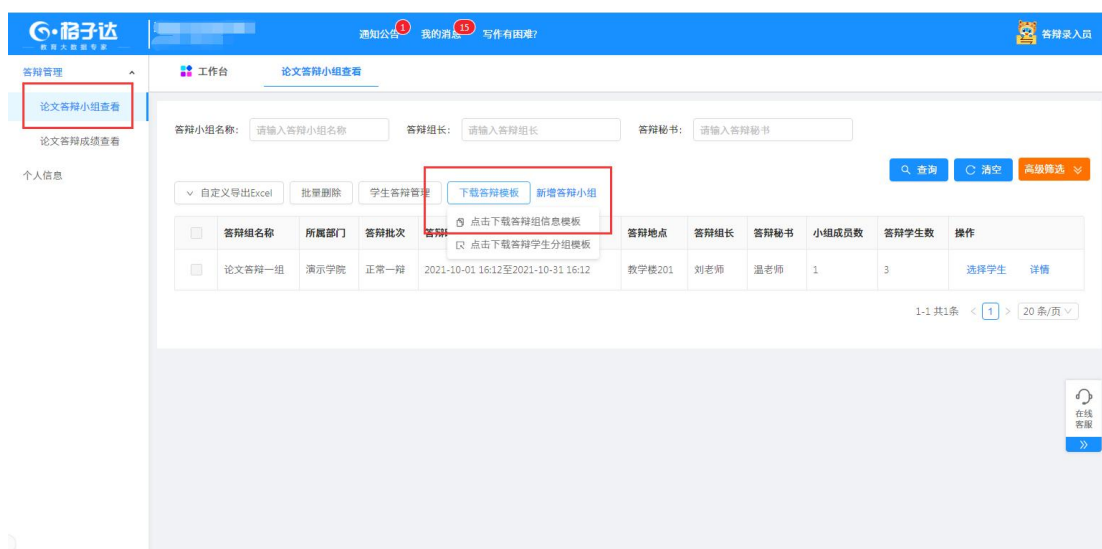 格子达
教育大数据专家
通知公告 1 我的消息 15 写作有困难?
答辩录入员
答辩管理
论文答辩小组查看
论文答辩成绩查看
个人信息
工作台 论文答辩小组查看
答辩小组名称: 请输入答辩小组名称 答辩组长: 请输入答辩组长 答辩秘书: 请输入答辩秘书
查询 清空 高级筛选
自定义导出Excel 批量删除 学生答辩管理 下载答辩模板 新增答辩小组
点击下载答辩组信息模板
点击下载答辩学生分组模板
答辩组名称 所属部门 答辩批次 答辩 答辩地点 答辩组长 答辩秘书 小组成员数 答辩学生数 操作
论文答辩一组 演示学院 正常一辩 2021-10-01 16:12至2021-10-31 16:12 教学楼201 刘老师 温老师 1 3 选择学生 详情
1-1 共1条 < 1 > 20 条/页
在线
客服